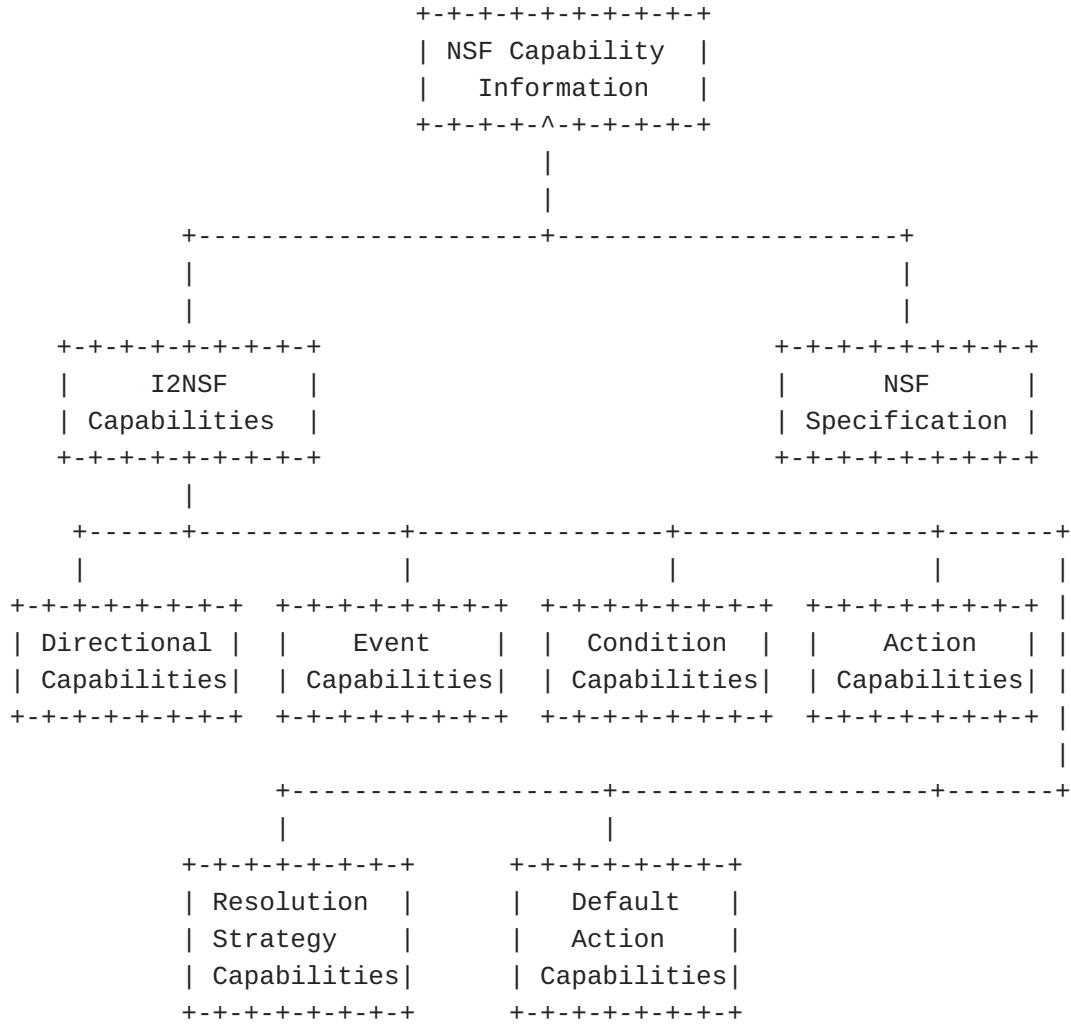 NSF Capability
Information
I2NSF
Capabilities
NSF
Specification
Directional
Capabilities
Event
Capabilities
Condition
Capabilities
Action
Capabilities
Resolution
Strategy
Capabilities
Default
Action
Capabilities